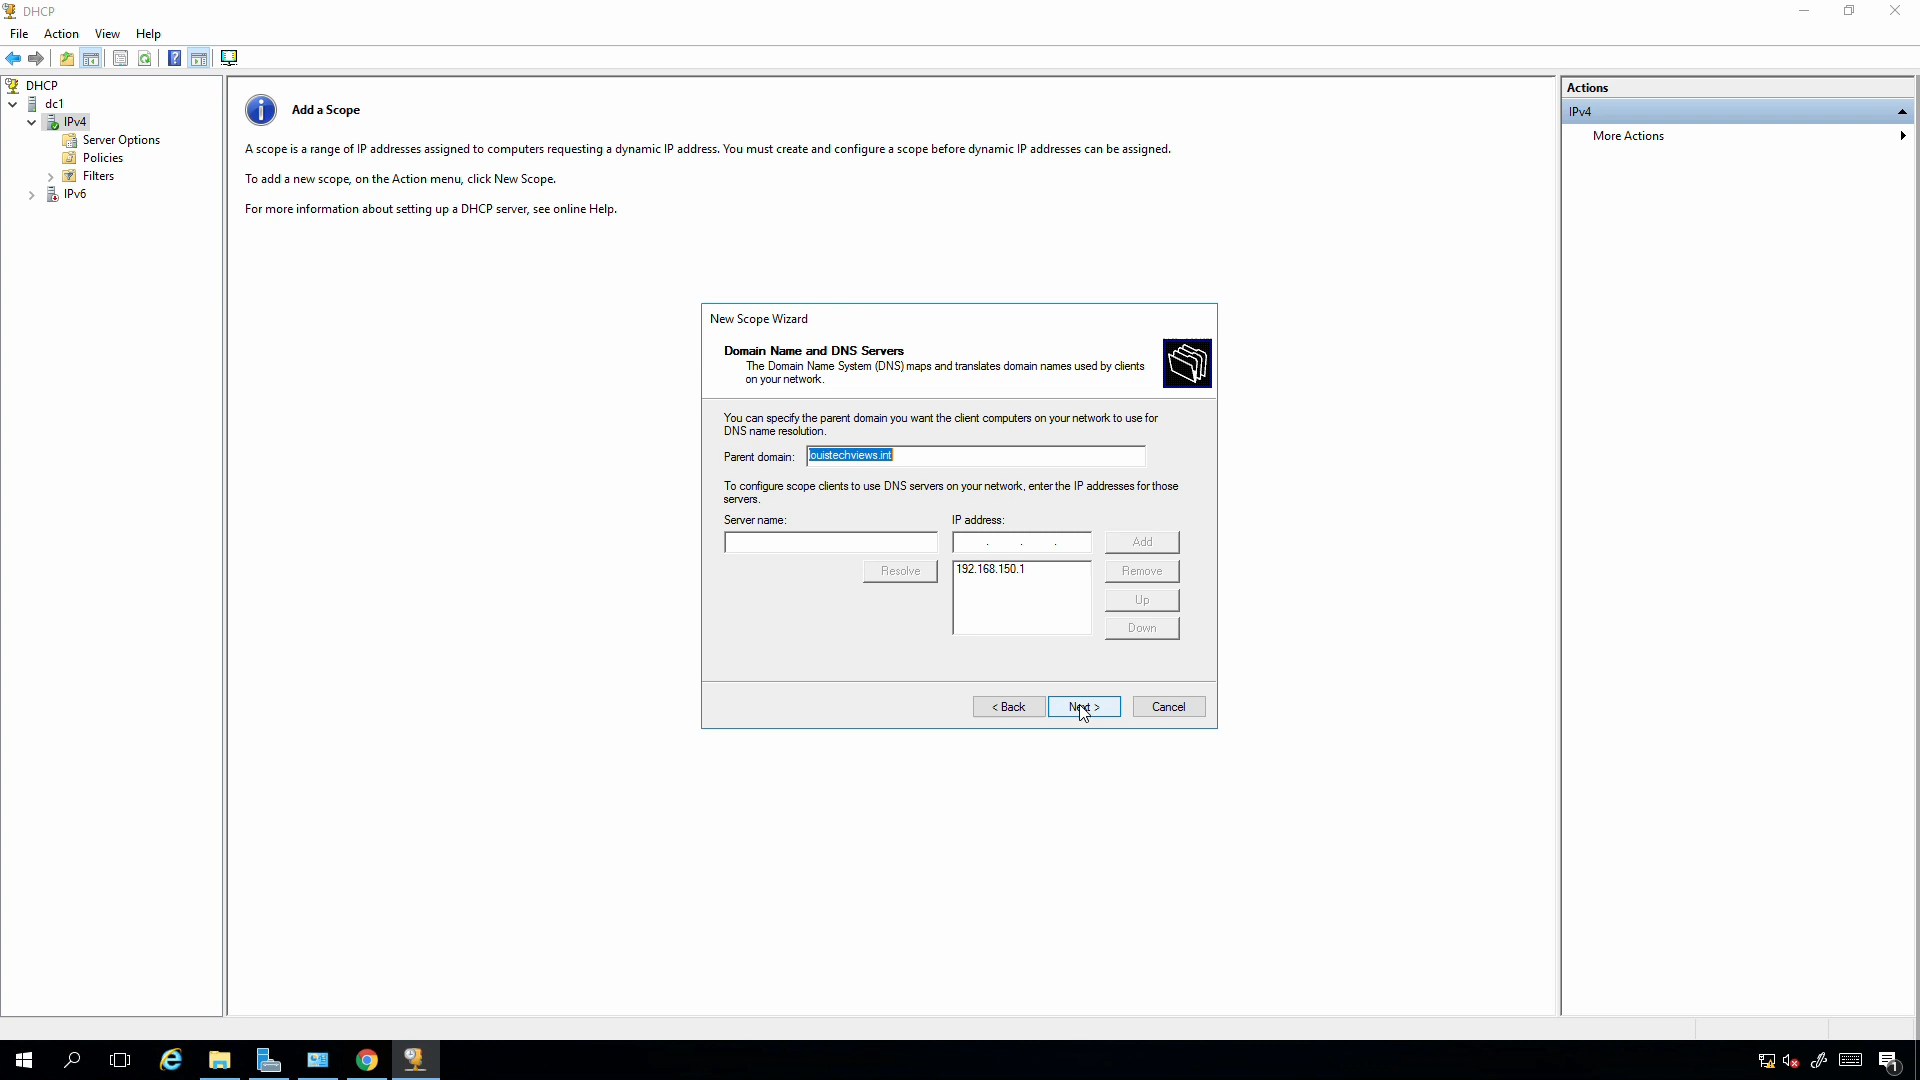 DHCP
File Action View Help
DHCP
dc1
IPv4
Server Options
Policies
Filters
IPv6
Add a Scope
A scope is a range of IP addresses assigned to computers requesting a dynamic IP address. You must create and configure a scope before dynamic IP addresses can be assigned.
To add a new scope, on the Action menu, click New Scope.
For more information about setting up a DHCP server, see online Help.
Actions
IPv4
More Actions
New Scope Wizard
Domain Name and DNS Servers
The Domain Name System (DNS) maps and translates domain names used by clients
on your network.
You can specify the parent domain you want the client computers on your network to use for
DNS name resolution.
Parent domain: louistechviews.int
To configure scope clients to use DNS servers on your network, enter the IP addresses for those
servers.
Server name: IP address:
. . . Add
Resolve 192.168.150.1 Remove
Up
Down
< Back Next > Cancel
1